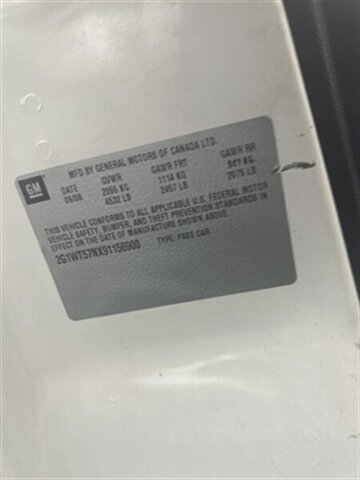 GM
MFD BY GENERAL MOTORS OF CANADA LTD.
DATE GVWR GAWR FRT GAWR RR
09/08 2055 KG 1114 KG 941 KG
4532 LB 2457 LB 2075 LB
THIS VEHICLE CONFORMS TO ALL APPLICABLE U.S. FEDERAL MOTOR
VEHICLE SAFETY, BUMPER, AND THEFT PREVENTION STANDARDS IN
EFFECT ON THE DATE OF MANUFACTURE SHOWN ABOVE.
2G1WT57NX91156900 TYPE: PASS CAR